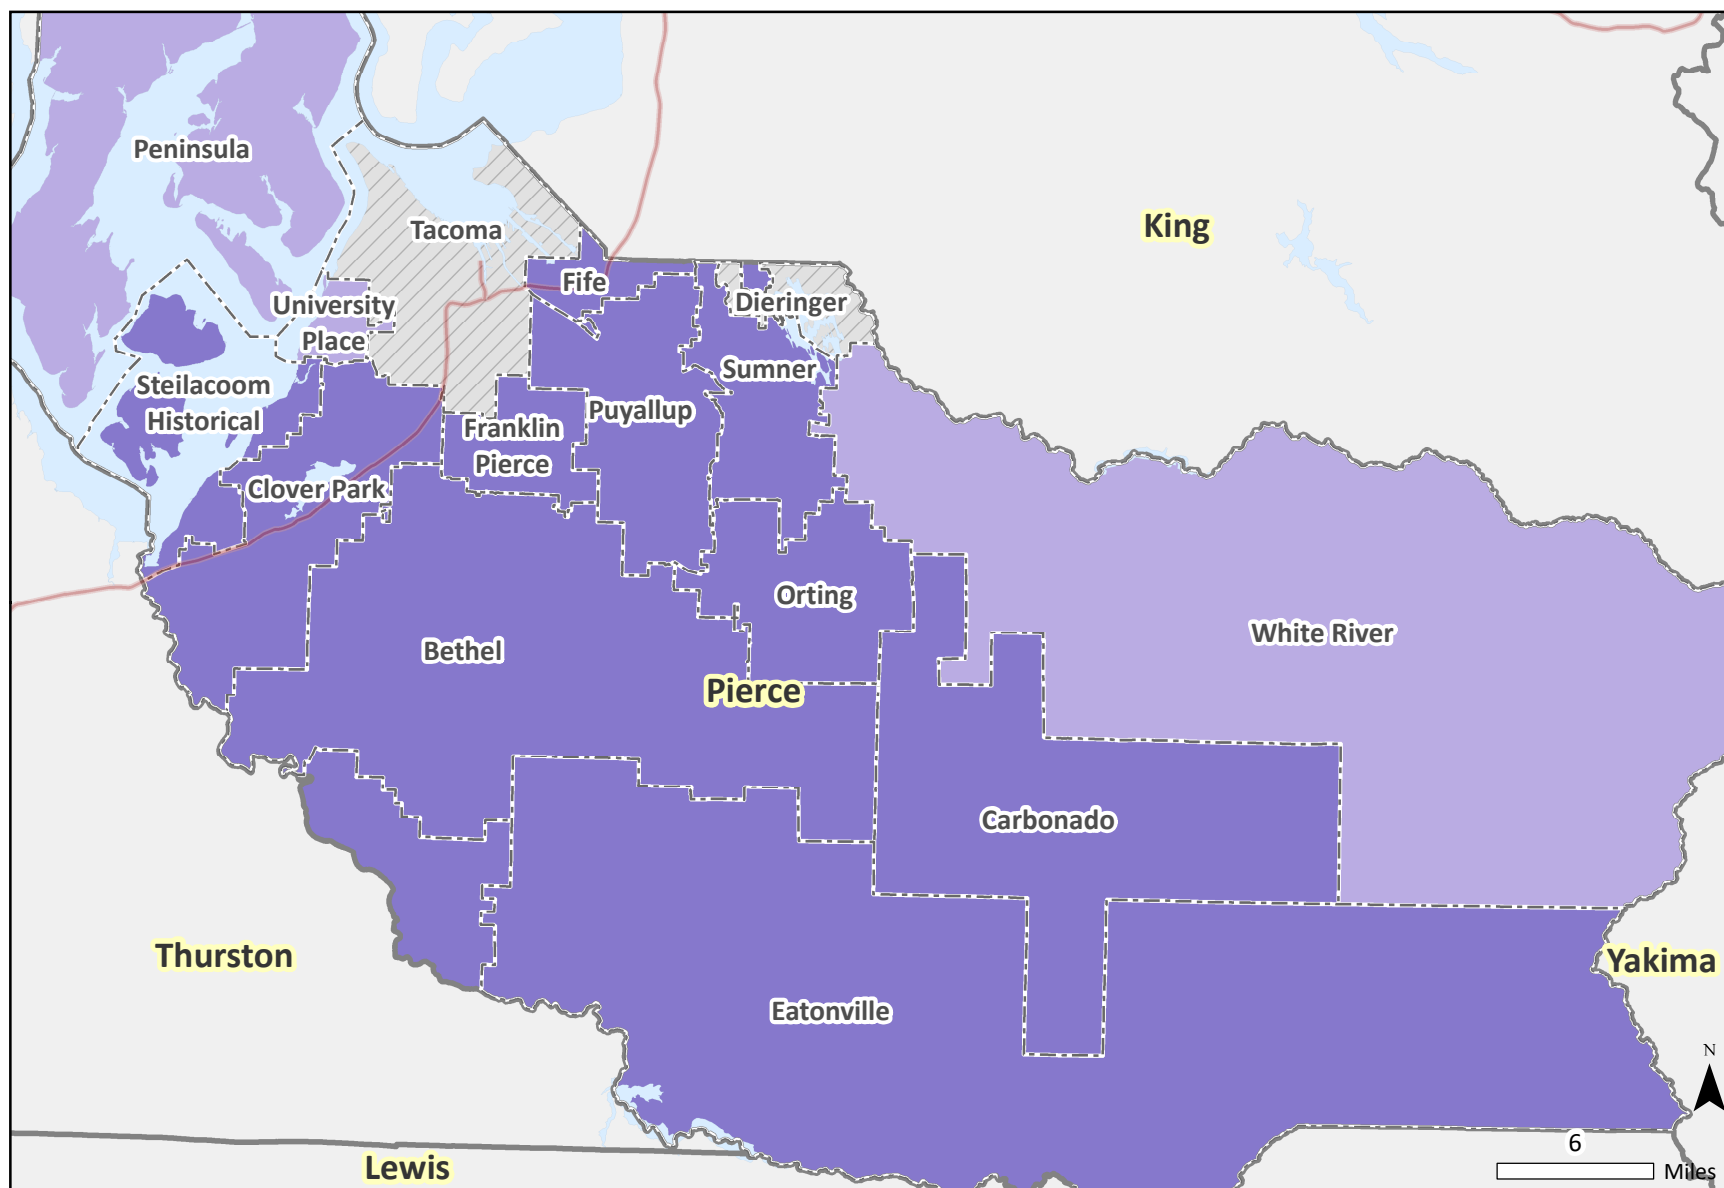 Peninsula
Tacoma
King
Fife
University
Place
Dieringer
Steilacoom
Historical
Sumner
Puyallup
Franklin
Pierce
Clover Park
Orting
White River
Bethel
Pierce
Carbonado
Thurston
Yakima
Eatonville
N
6
Miles
Lewis